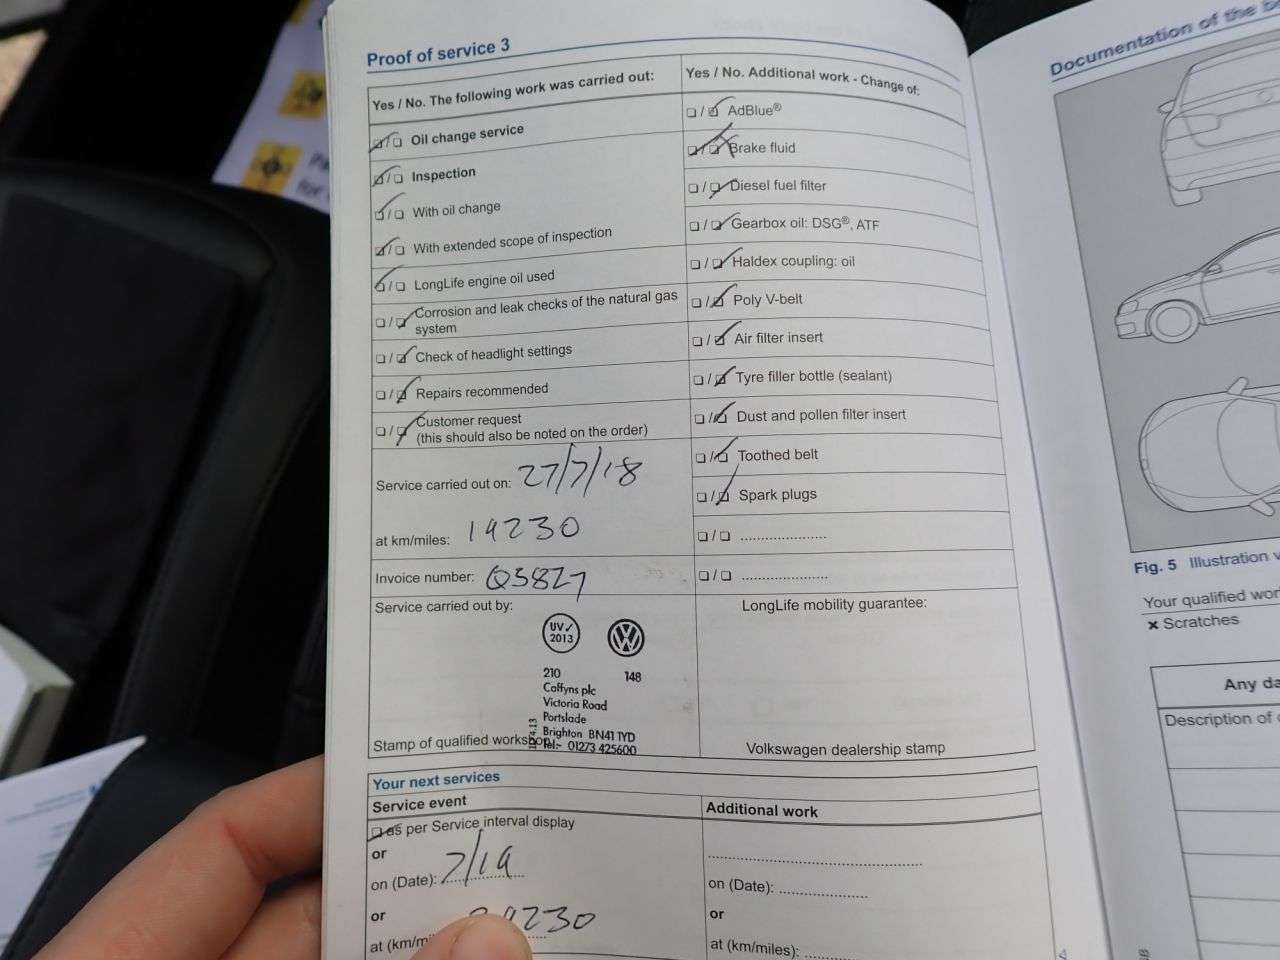 Proof of service 3
Yes / No. The following work was carried out:
Oil change service
Inspection
With oil change
With extended scope of inspection
LongLife engine oil used
Corrosion and leak checks of the natural gas
system
Check of headlight settings
Repairs recommended
Customer request
(this should also be noted on the order)
Service carried out on: 27/7/18
at km/miles: 19230
Invoice number:
Service carried out by:
UV✓
2013
210 148
Caffyns plc
Victoria Road
Portslade
Brighton BN41 1YD
Tel:- 01273 425600
Stamp of qualified workshop
Yes / No. Additional work - Change of:
AdBlue®
Brake fluid
Diesel fuel filter
Gearbox oil: DSG®, ATF
Haldex coupling: oil
Poly V-belt
Air filter insert
Tyre filler bottle (sealant)
Dust and pollen filter insert
Toothed belt
Spark plugs
LongLife mobility guarantee:
Volkswagen dealership stamp
Your next services
Service event
as per Service interval display
or
on (Date): 7/19
or
at (km/mi
Additional work
on (Date):
or
at (km/miles):
Documentation of the
Fig. 5 Illustration
Your qualified
× Scratches
Any
Description of